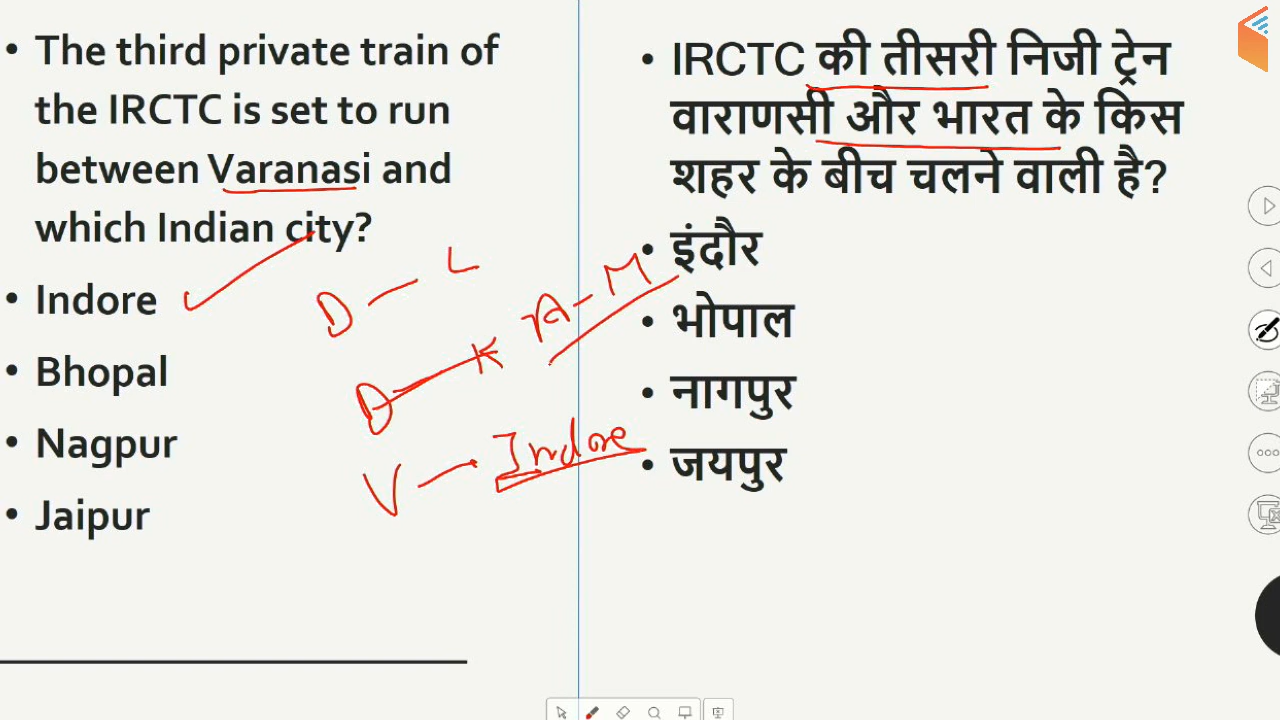 • The third private train of
the IRCTC is set to run
between Varanasi and
which Indian city?
• Indore
• Bhopal
• Nagpur
• Jaipur
D - L
A - M
D - K
V - Indore
• IRCTC की तीसरी निजी ट्रेन
वाराणसी और भारत के किस
शहर के बीच चलने वाली है?
• इंदौर
• भोपाल
• नागपुर
• जयपुर